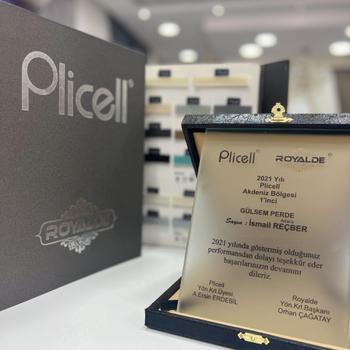 Plicell
ROYALDE
Plicell
ROYALDE
2021 Yılı
Plicell
Akdeniz Bölgesi
1'inci
GÜLSEM PERDE
Adana
Sayın : İsmail REÇBER
2021 yılında göstermiş olduğunuz
performanstan dolayı teşekkür eder
başarılarınızın devamını
dileriz.
Plicell
Yön.Krl.Üyesi
A.Ersin ERDEBİL
Royalde
Yön.Krl.Başkanı
Orhan ÇAĞATAY